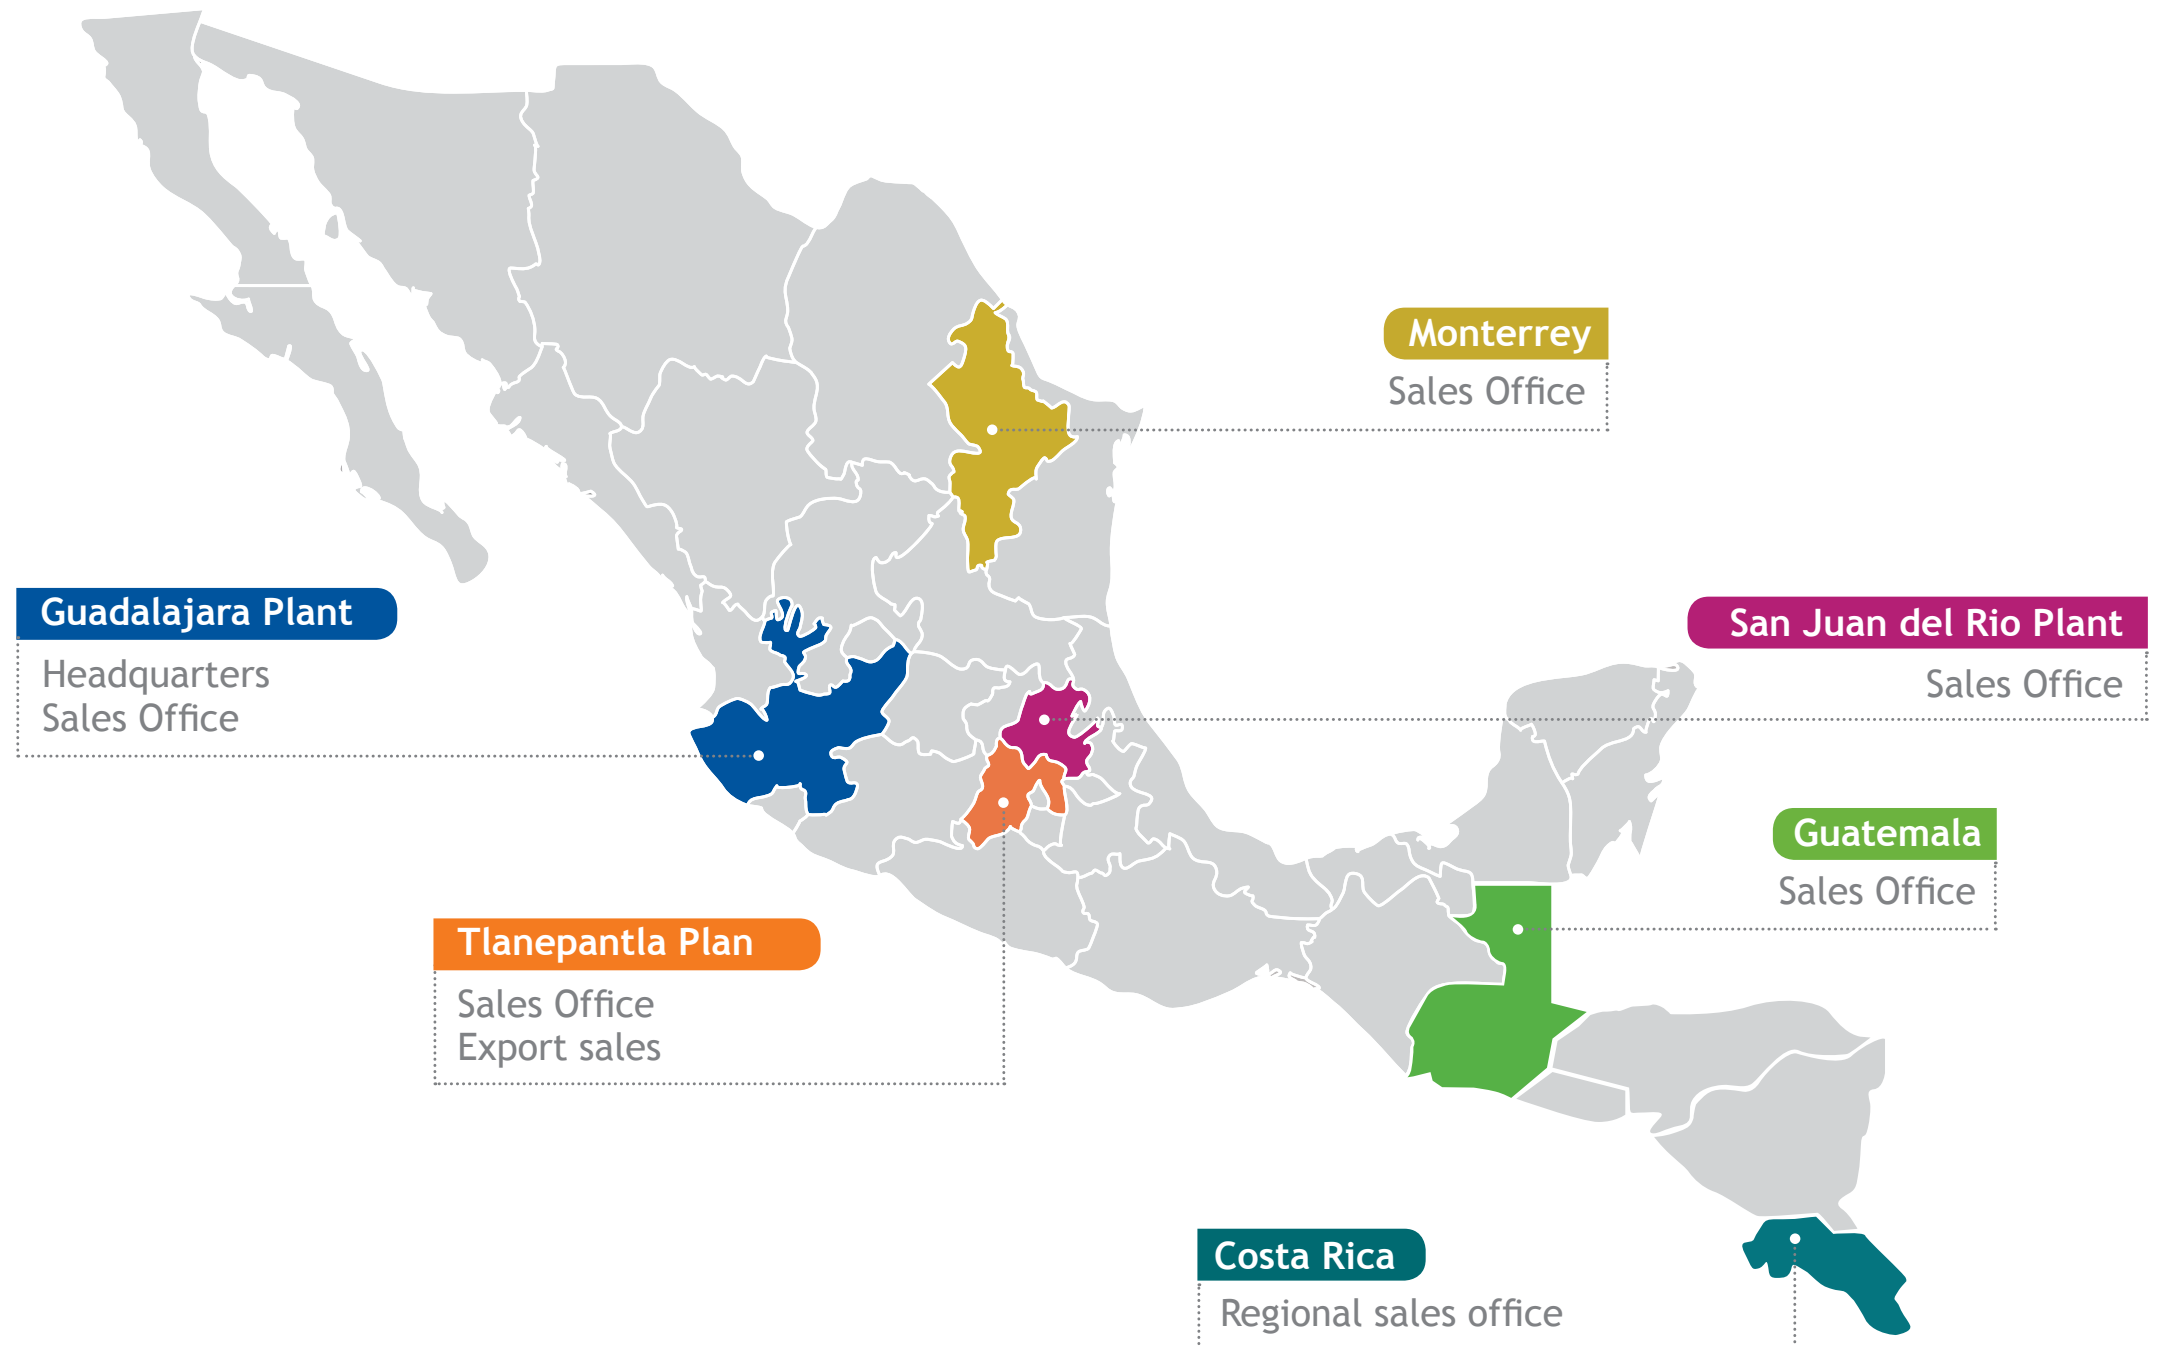 Monterrey
Sales Office
Guadalajara Plant
Headquarters
Sales Office
San Juan del Rio Plant
Sales Office
Guatemala
Sales Office
Tlanepantla Plan
Sales Office
Export sales
Costa Rica
Regional sales office